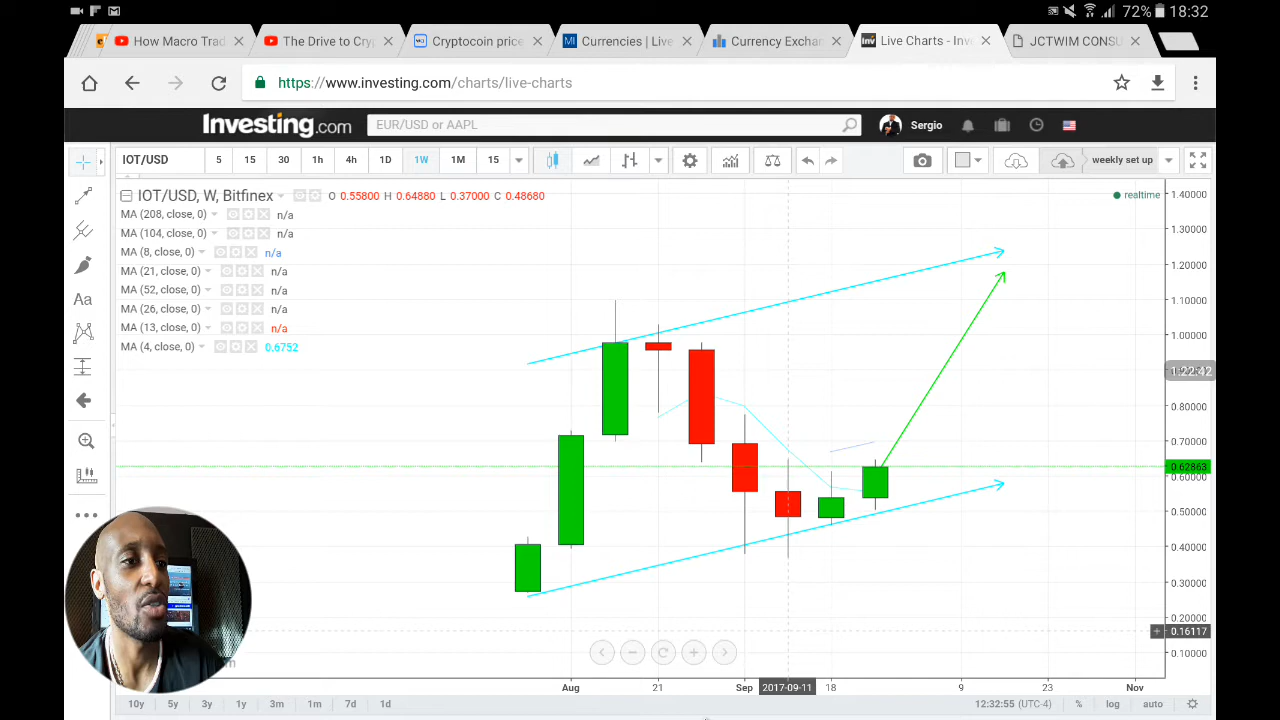 72% 18:32
How Macro Trad
The Drive to Cry
Cryptocoin price
Currencies | Live
Currency Exchan
Live Charts - Inve
JCTWIM CONSU
https://www.investing.com/charts/live-charts
Investing.com
EUR/USD or AAPL
Sergio
IOT/USD 5 15 30 1h 4h 1D 1W 1M 15
weekly set up
IOT/USD, W, Bitfinex O 0.55800 H 0.64880 L 0.37000 C 0.48680
realtime
MA (208, close, 0) n/a
MA (104, close, 0) n/a
MA (8, close, 0) n/a
MA (21, close, 0) n/a
MA (52, close, 0) n/a
MA (26, close, 0) n/a
MA (13, close, 0) n/a
MA (4, close, 0) 0.6752
Aa
1.40000
1.30000
1.20000
1.10000
1.00000
1:22:42
0.80000
0.70000
0.62863
0.60000
0.50000
0.40000
0.30000
0.20000
0.16117
0.10000
Aug 21 Sep 2017-09-11 18 9 23 Nov
10y 5y 3y 1y 3m 1m 7d 1d
12:32:55 (UTC-4) % log auto